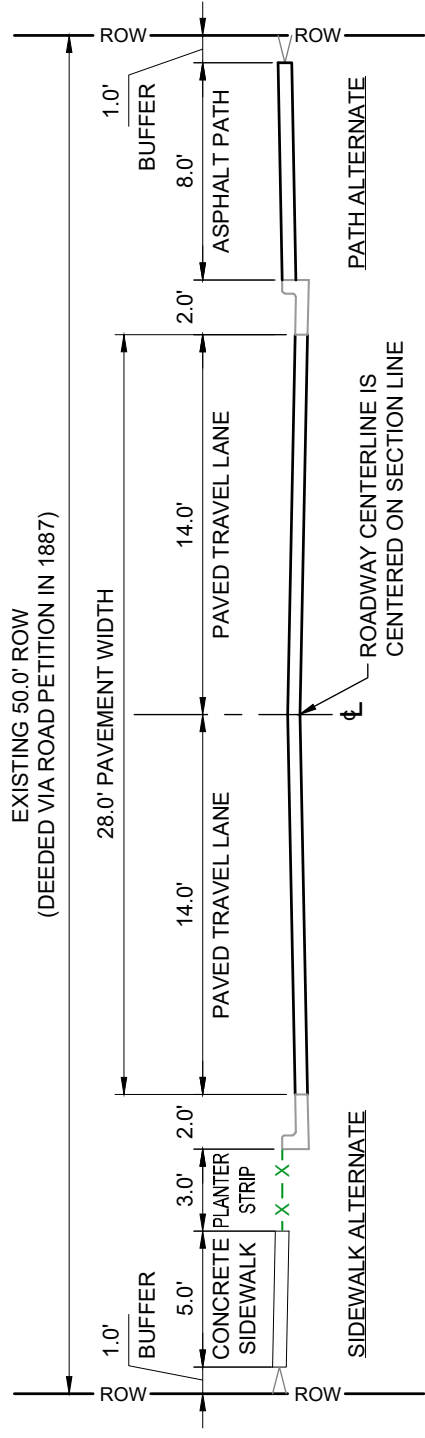 EXISTING 50.0' ROW
(DEEDED VIA ROAD PETITION IN 1887)
28.0' PAVEMENT WIDTH
ROW
ROW
1.0'
BUFFER
5.0'
CONCRETE
SIDEWALK
3.0'
PLANTER
STRIP
X
X
2.0'
14.0'
PAVED TRAVEL LANE
14.0'
PAVED TRAVEL LANE
2.0'
8.0'
ASPHALT PATH
1.0'
BUFFER
ROW
ROW
SIDEWALK ALTERNATE
CL
ROADWAY CENTERLINE IS
CENTERED ON SECTION LINE
PATH ALTERNATE